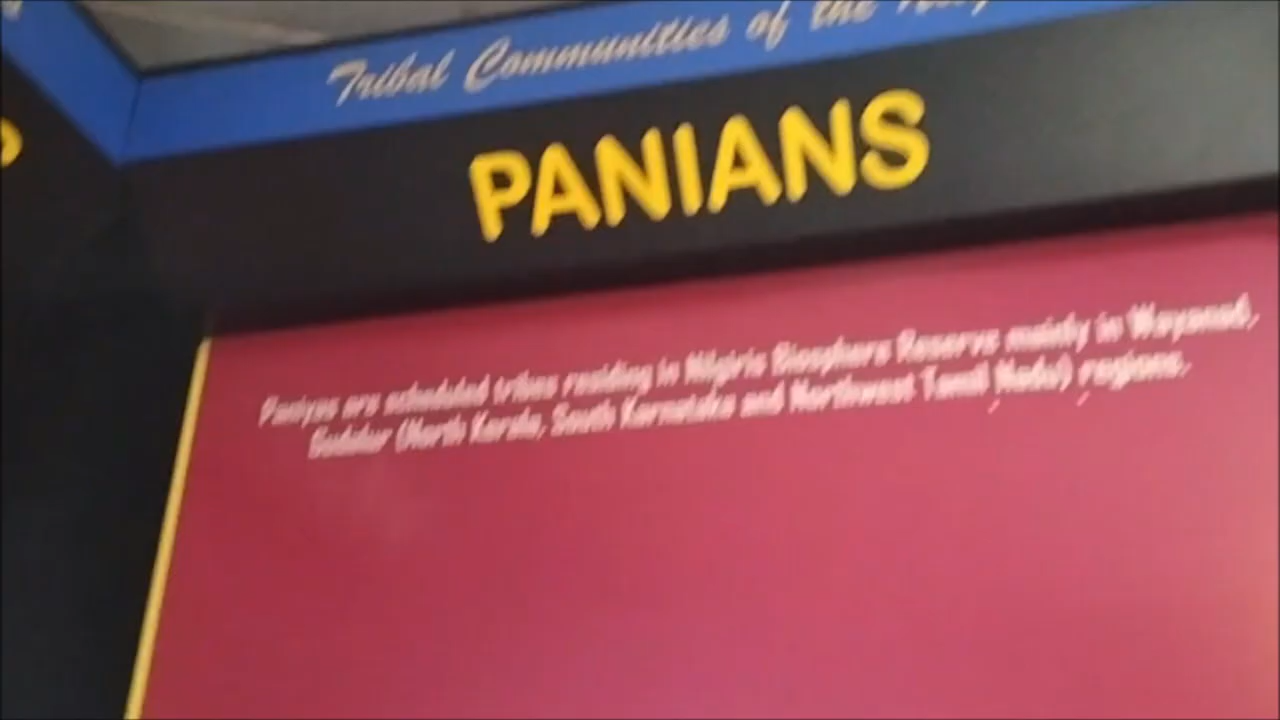 Tribal Communities of the
PANIANS
Paniyas are scheduled tribes residing in Nilgiris Biosphere Reserve mainly in Wayanad,
Gudalur (North Kerala, South Karnataka and Northwest Tamil Nadu) regions.